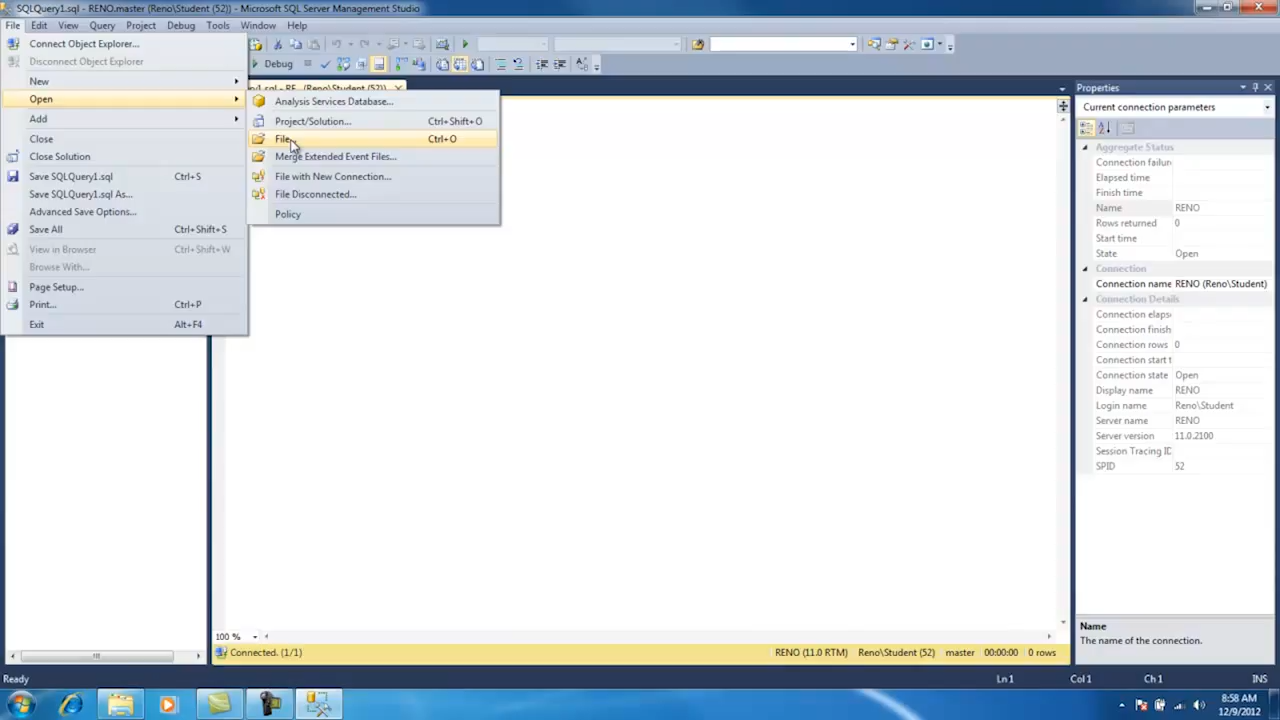 SQLQuery1.sql - RENO.master (Reno\Student (52)) - Microsoft SQL Server Management Studio
File Edit View Query Project Debug Tools Window Help
Debug
Connect Object Explorer...
Disconnect Object Explorer
New
Open
Add
Close
Close Solution
Save SQLQuery1.sql Ctrl+S
Save SQLQuery1.sql As...
Advanced Save Options...
Save All Ctrl+Shift+S
View in Browser Ctrl+Shift+W
Browse With...
Page Setup...
Print... Ctrl+P
Exit Alt+F4
ry1.sql - RE...(Reno\Student (52))
Analysis Services Database...
Project/Solution... Ctrl+Shift+O
File... Ctrl+O
Merge Extended Event Files...
File with New Connection...
File Disconnected...
Policy
100 %
Connected. (1/1) RENO (11.0 RTM) Reno\Student (52) master 00:00:00 0 rows
Properties
Current connection parameters
Aggregate Status
Connection failure
Elapsed time
Finish time
Name RENO
Rows returned 0
Start time
State Open
Connection
Connection name RENO (Reno\Student)
Connection Details
Connection elapse
Connection finish
Connection rows 0
Connection start t
Connection state Open
Display name RENO
Login name Reno\Student
Server name RENO
Server version 11.0.2100
Session Tracing ID
SPID 52
Name
The name of the connection.
Ready Ln 1 Col 1 Ch 1 INS
8:58 AM
12/9/2012